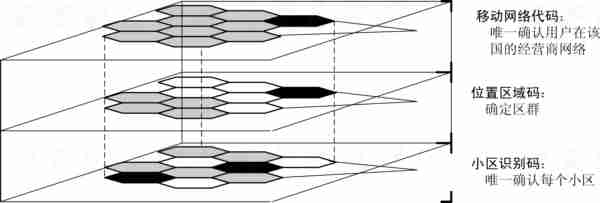 移动网络代码：
唯一确认用户在该
国的经营商网络
位置区域码：
确定区群
小区识别码：
唯一确认每个小区